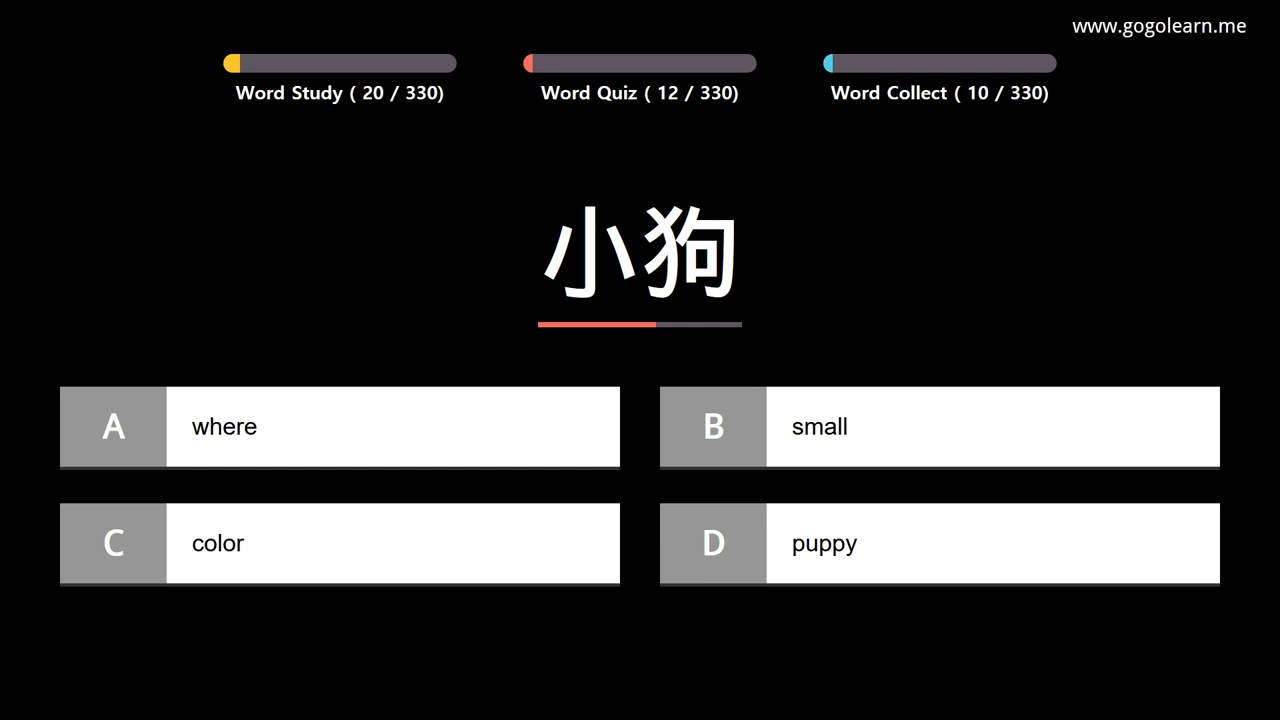 www.gogolearn.me
Word Study ( 20 / 330)
Word Quiz ( 12 / 330)
Word Collect ( 10 / 330)
小狗
A where
B small
C color
D puppy